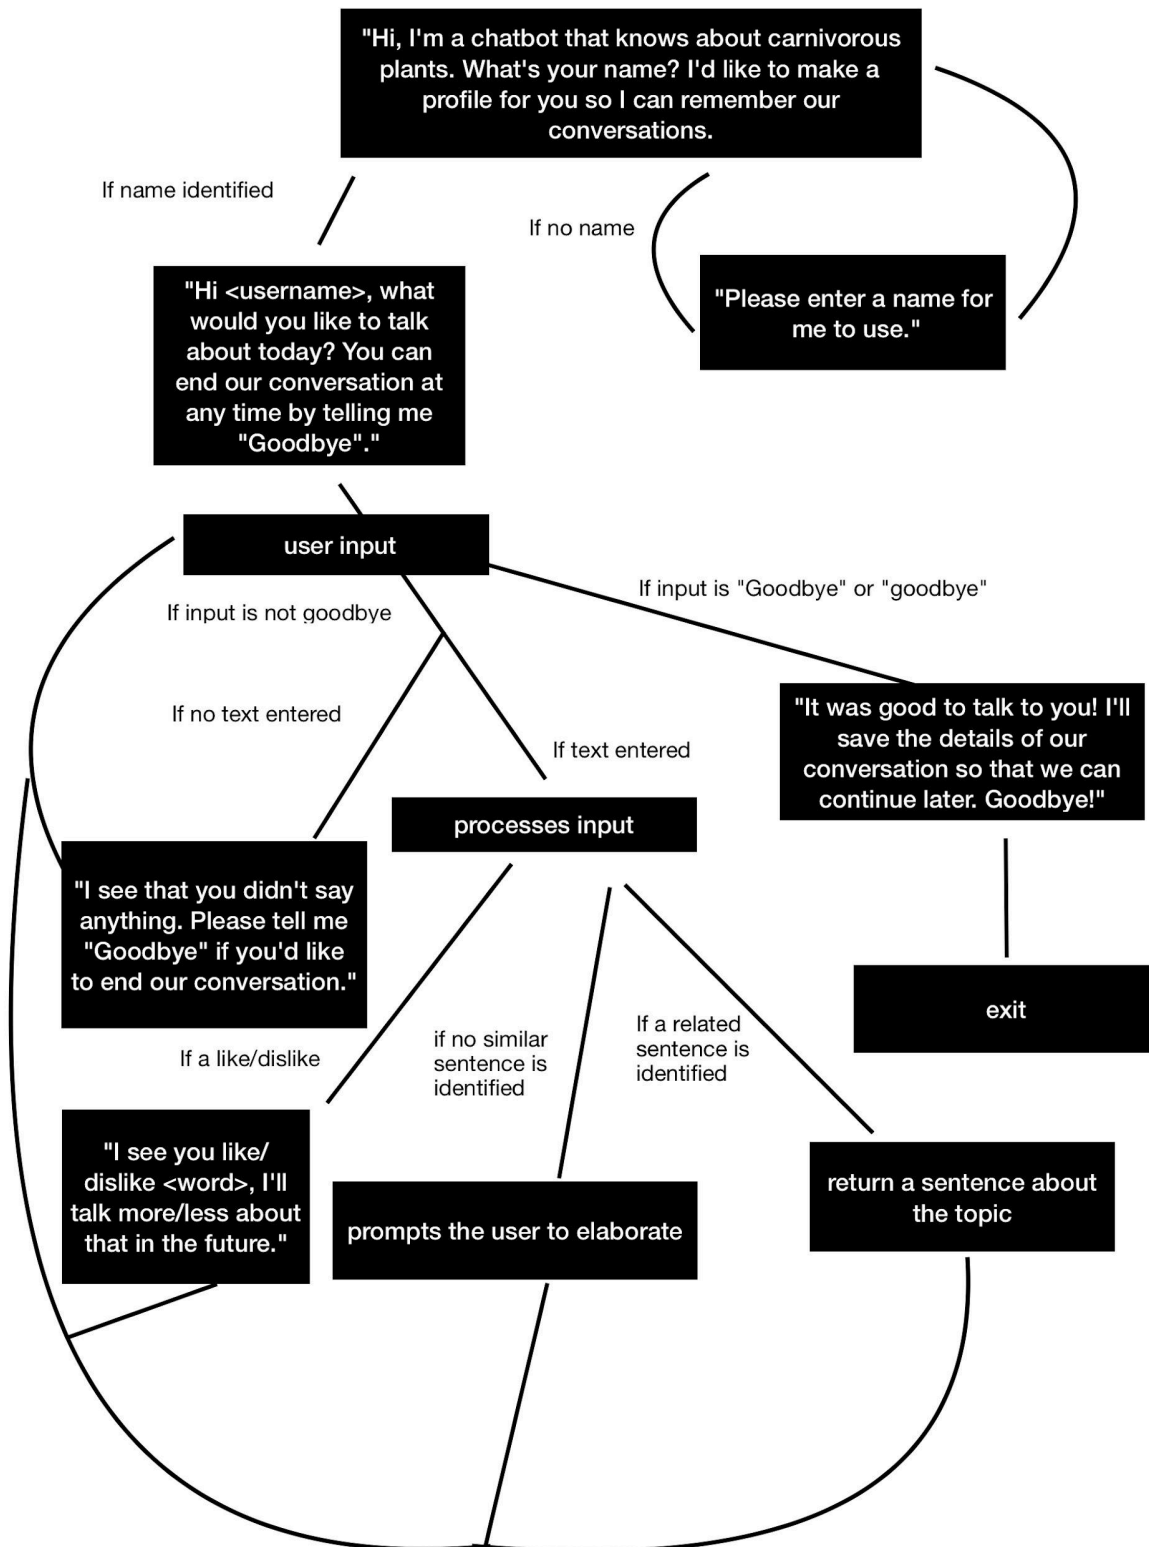 "Hi, I'm a chatbot that knows about carnivorous
plants. What's your name? I'd like to make a
profile for you so I can remember our
conversations.
If name identified
If no name
"Hi <username>, what
would you like to talk
about today? You can
end our conversation at
any time by telling me
"Goodbye"."
"Please enter a name for
me to use."
user input
If input is not goodbye
If input is "Goodbye" or "goodbye"
If no text entered
If text entered
"It was good to talk to you! I'll
save the details of our
conversation so that we can
continue later. Goodbye!"
processes input
"I see that you didn't say
anything. Please tell me
"Goodbye" if you'd like
to end our conversation."
exit
If a like/dislike
if no similar
sentence is
identified
If a related
sentence is
identified
"I see you like/
dislike <word>, I'll
talk more/less about
that in the future."
prompts the user to elaborate
return a sentence about
the topic